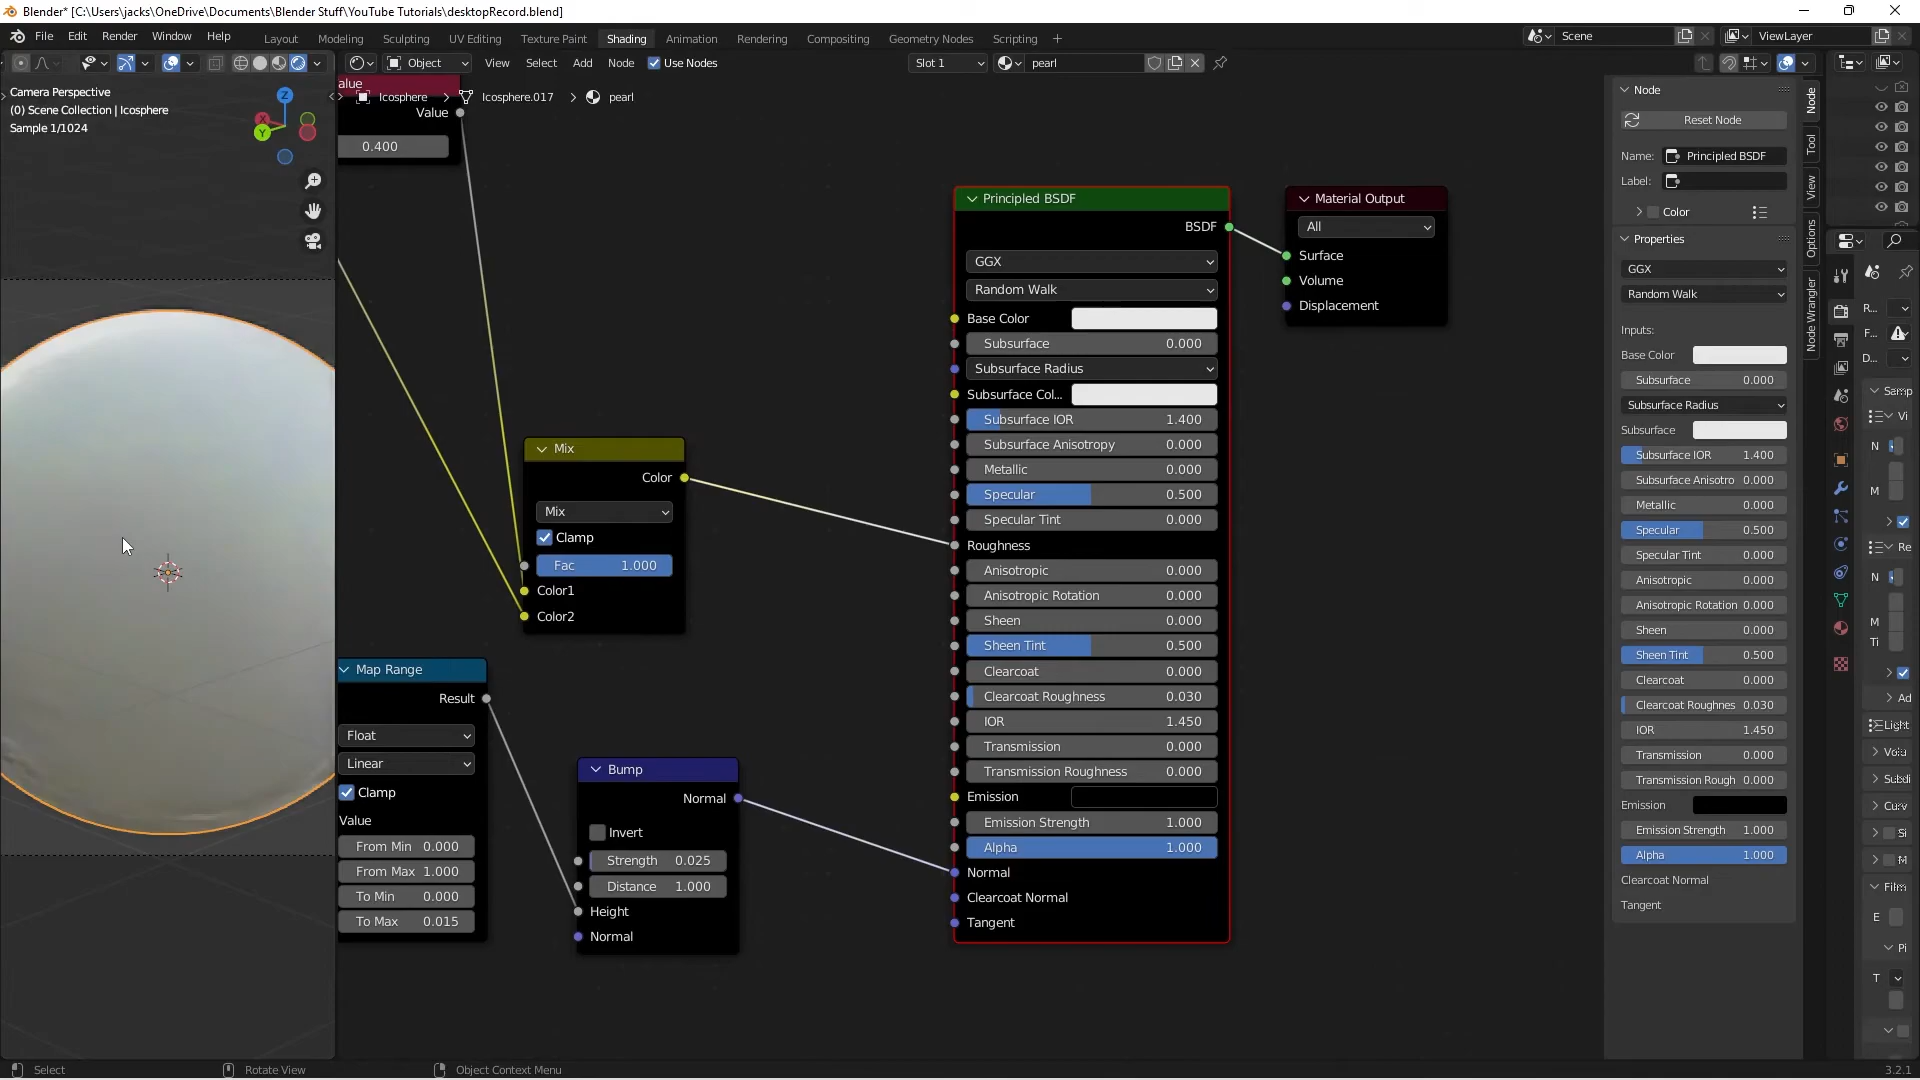 Blender* [C:\Users\jacks\OneDrive\Documents\Blender Stuff\YouTube Tutorials\desktopRecord.blend]
File Edit Render Window Help
Layout Modeling Sculpting UV Editing Texture Paint Shading Animation Rendering Compositing Geometry Nodes Scripting +
Scene ViewLayer
Object View Select Add Node Use Nodes Slot 1 pearl
Camera Perspective
(0) Scene Collection | Icosphere
Sample 1/1024
Icosphere > Icosphere.017 > pearl
alue
Value
0.400
Mix
Color
Mix
Clamp
Fac 1.000
Color1
Color2
Map Range
Result
Float
Linear
Clamp
Value
From Min 0.000
From Max 1.000
To Min 0.000
To Max 0.015
Bump
Normal
Invert
Strength 0.025
Distance 1.000
Height
Normal
Principled BSDF
BSDF
GGX
Random Walk
Base Color
Subsurface 0.000
Subsurface Radius
Subsurface Col...
Subsurface IOR 1.400
Subsurface Anisotropy 0.000
Metallic 0.000
Specular 0.500
Specular Tint 0.000
Roughness
Anisotropic 0.000
Anisotropic Rotation 0.000
Sheen 0.000
Sheen Tint 0.500
Clearcoat 0.000
Clearcoat Roughness 0.030
IOR 1.450
Transmission 0.000
Transmission Roughness 0.000
Emission
Emission Strength 1.000
Alpha 1.000
Normal
Clearcoat Normal
Tangent
Material Output
All
Surface
Volume
Displacement
Node
Reset Node
Name: Principled BSDF
Label:
Color
Properties
GGX
Random Walk
Inputs:
Base Color
Subsurface 0.000
Subsurface Radius
Subsurface
Subsurface IOR 1.400
Subsurface Anisotro 0.000
Metallic 0.000
Specular 0.500
Specular Tint 0.000
Anisotropic 0.000
Anisotropic Rotation 0.000
Sheen 0.000
Sheen Tint 0.500
Clearcoat 0.000
Clearcoat Roughnes 0.030
IOR 1.450
Transmission 0.000
Transmission Rough 0.000
Emission
Emission Strength 1.000
Alpha 1.000
Clearcoat Normal
Tangent
Node
Tool
View
Options
Node Wrangler
R...
F...
D...
Samp
Vi
N
M
Re
N
M
Ti
Ad
Light
Volu
Subdi
Curv
Si
M
Film
E
Pi
T
Select Rotate View Object Context Menu 3.2.1